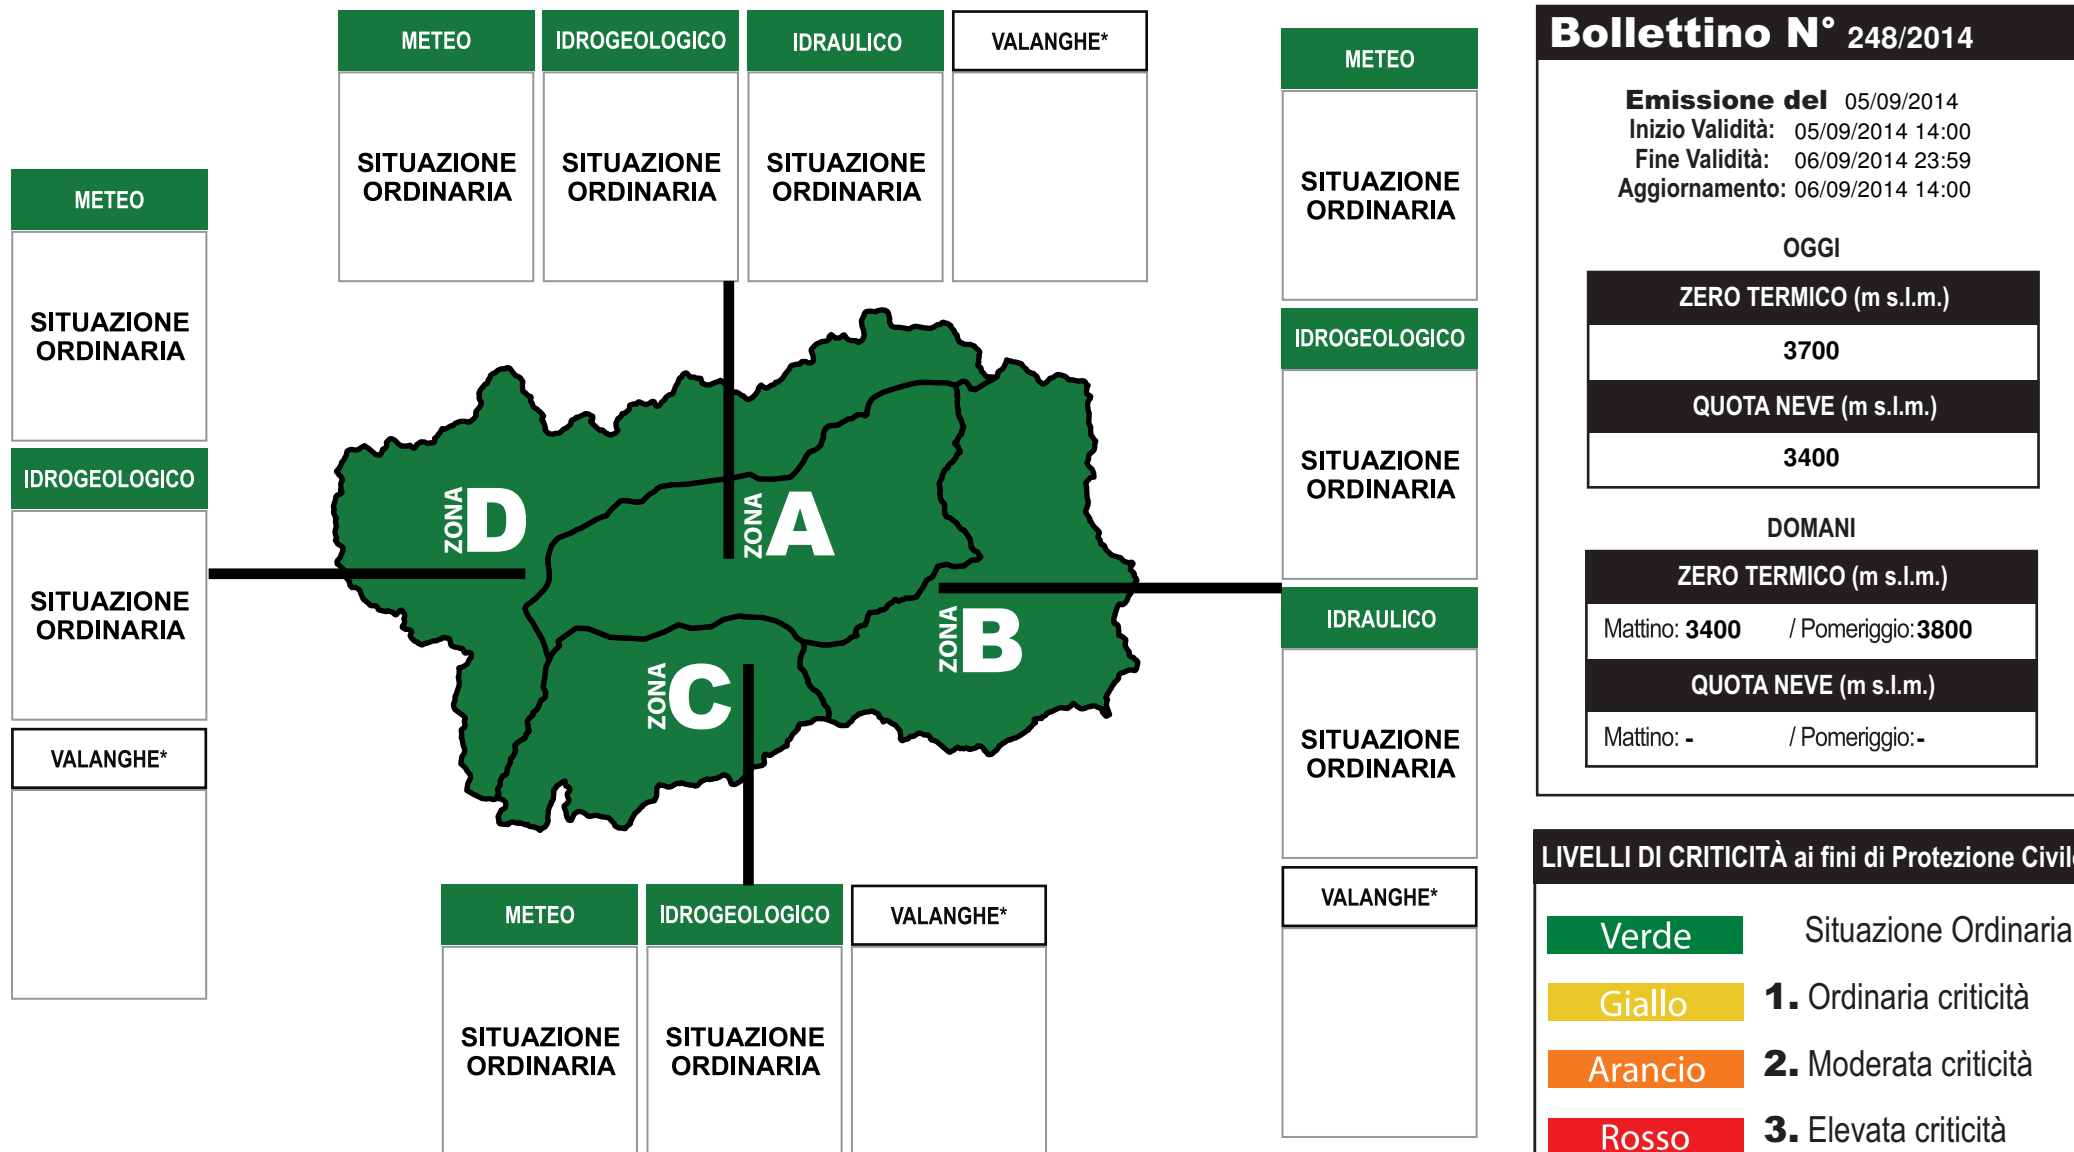 METEO
IDROGEOLOGICO
IDRAULICO
VALANGHE*
SITUAZIONE
ORDINARIA
SITUAZIONE
ORDINARIA
SITUAZIONE
ORDINARIA
METEO
SITUAZIONE
ORDINARIA
IDROGEOLOGICO
SITUAZIONE
ORDINARIA
VALANGHE*
ZONA D
ZONA A
ZONA B
ZONA C
METEO
SITUAZIONE
ORDINARIA
IDROGEOLOGICO
SITUAZIONE
ORDINARIA
IDRAULICO
SITUAZIONE
ORDINARIA
VALANGHE*
METEO
IDROGEOLOGICO
VALANGHE*
SITUAZIONE
ORDINARIA
SITUAZIONE
ORDINARIA
Bollettino N° 248/2014
Emissione del 05/09/2014
Inizio Validità: 05/09/2014 14:00
Fine Validità: 06/09/2014 23:59
Aggiornamento: 06/09/2014 14:00
OGGI
ZERO TERMICO (m s.l.m.)
3700
QUOTA NEVE (m s.l.m.)
3400
DOMANI
ZERO TERMICO (m s.l.m.)
Mattino: 3400 / Pomeriggio: 3800
QUOTA NEVE (m s.l.m.)
Mattino: - / Pomeriggio: -
LIVELLI DI CRITICITÀ ai fini di Protezione Civile
Verde Situazione Ordinaria
Giallo 1. Ordinaria criticità
Arancio 2. Moderata criticità
Rosso 3. Elevata criticità